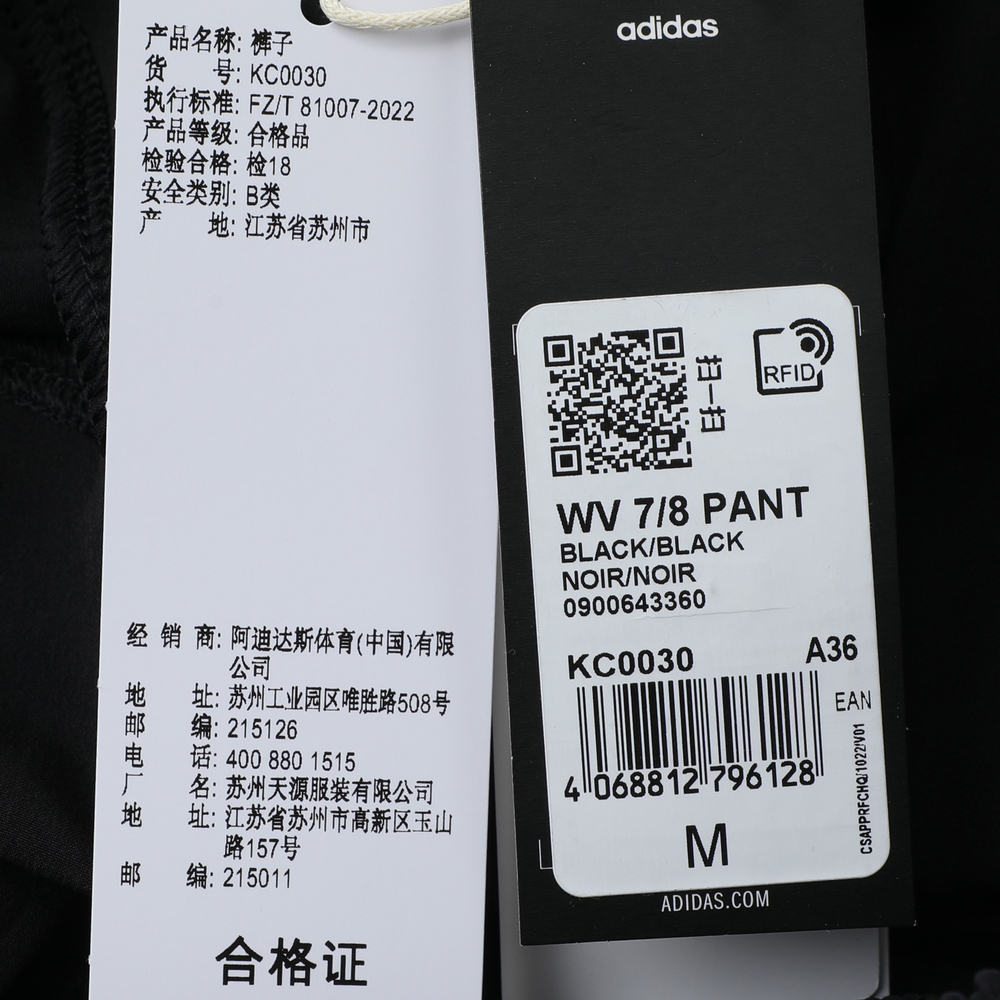 产品名称: 裤子
货 号: KC0030
执行标准: FZ/T 81007-2022
产品等级: 合格品
检验合格: 检18
安全类别: B类
产 地: 江苏省苏州市
经 销 商: 阿迪达斯体育(中国)有限
公司
地 址: 苏州工业园区唯胜路508号
邮 编: 215126
电 话: 400 880 1515
厂 名: 苏州天源服装有限公司
地 址: 江苏省苏州市高新区玉山
路157号
邮 编: 215011
合格证
adidas
扫一扫
RFID
WV 7/8 PANT
BLACK/BLACK
NOIR/NOIR
0900643360
KC0030 A36
EAN
4 068812 796128
CSAPPRFCHQ/1022/V01
M
ADIDAS.COM